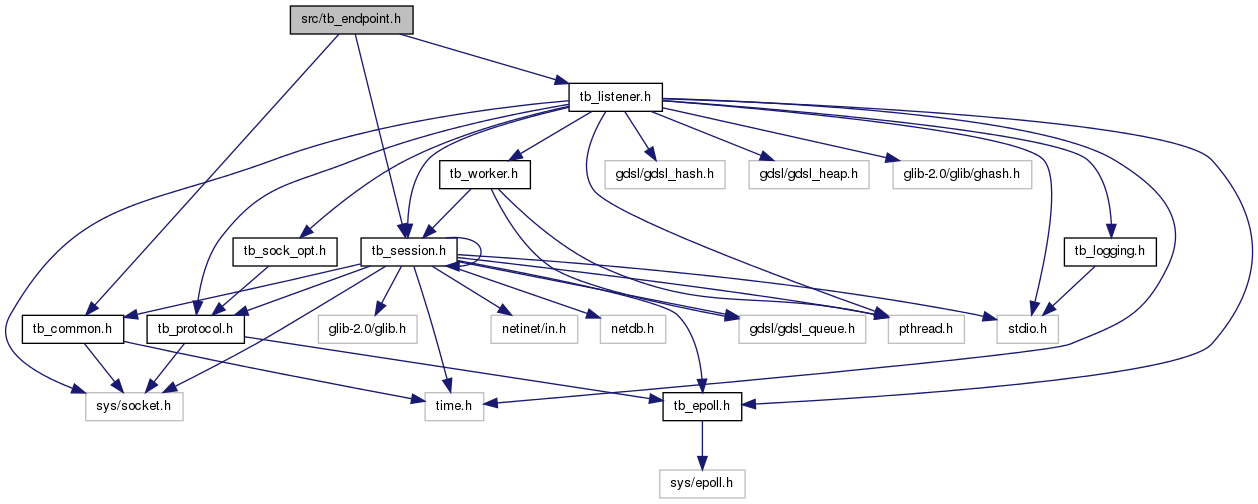 src/tb_endpoint.h
tb_listener.h
tb_worker.h
gdsl/gdsl_hash.h
gdsl/gdsl_heap.h
glib-2.0/glib/ghash.h
tb_sock_opt.h
tb_session.h
tb_logging.h
tb_common.h
tb_protocol.h
glib-2.0/glib.h
netinet/in.h
netdb.h
gdsl/gdsl_queue.h
pthread.h
stdio.h
sys/socket.h
time.h
tb_epoll.h
sys/epoll.h